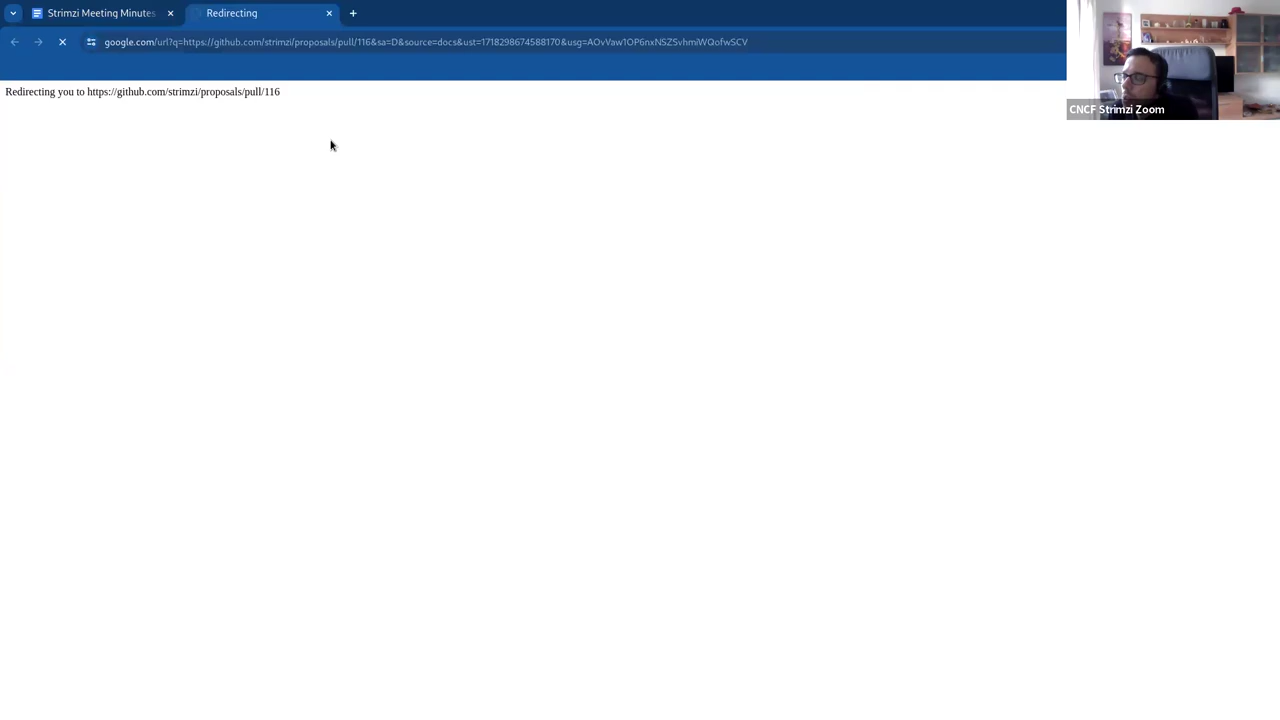 Strimzi Meeting Minutes
Redirecting
google.com/url?q=https://github.com/strimzi/proposals/pull/116&sa=D&source=docs&ust=1718298674588170&usg=AOvVaw1OP6nxN5ZSvhmiWQofwSCV
Redirecting you to https://github.com/strimzi/proposals/pull/116
CNCF Strimzi Zoom